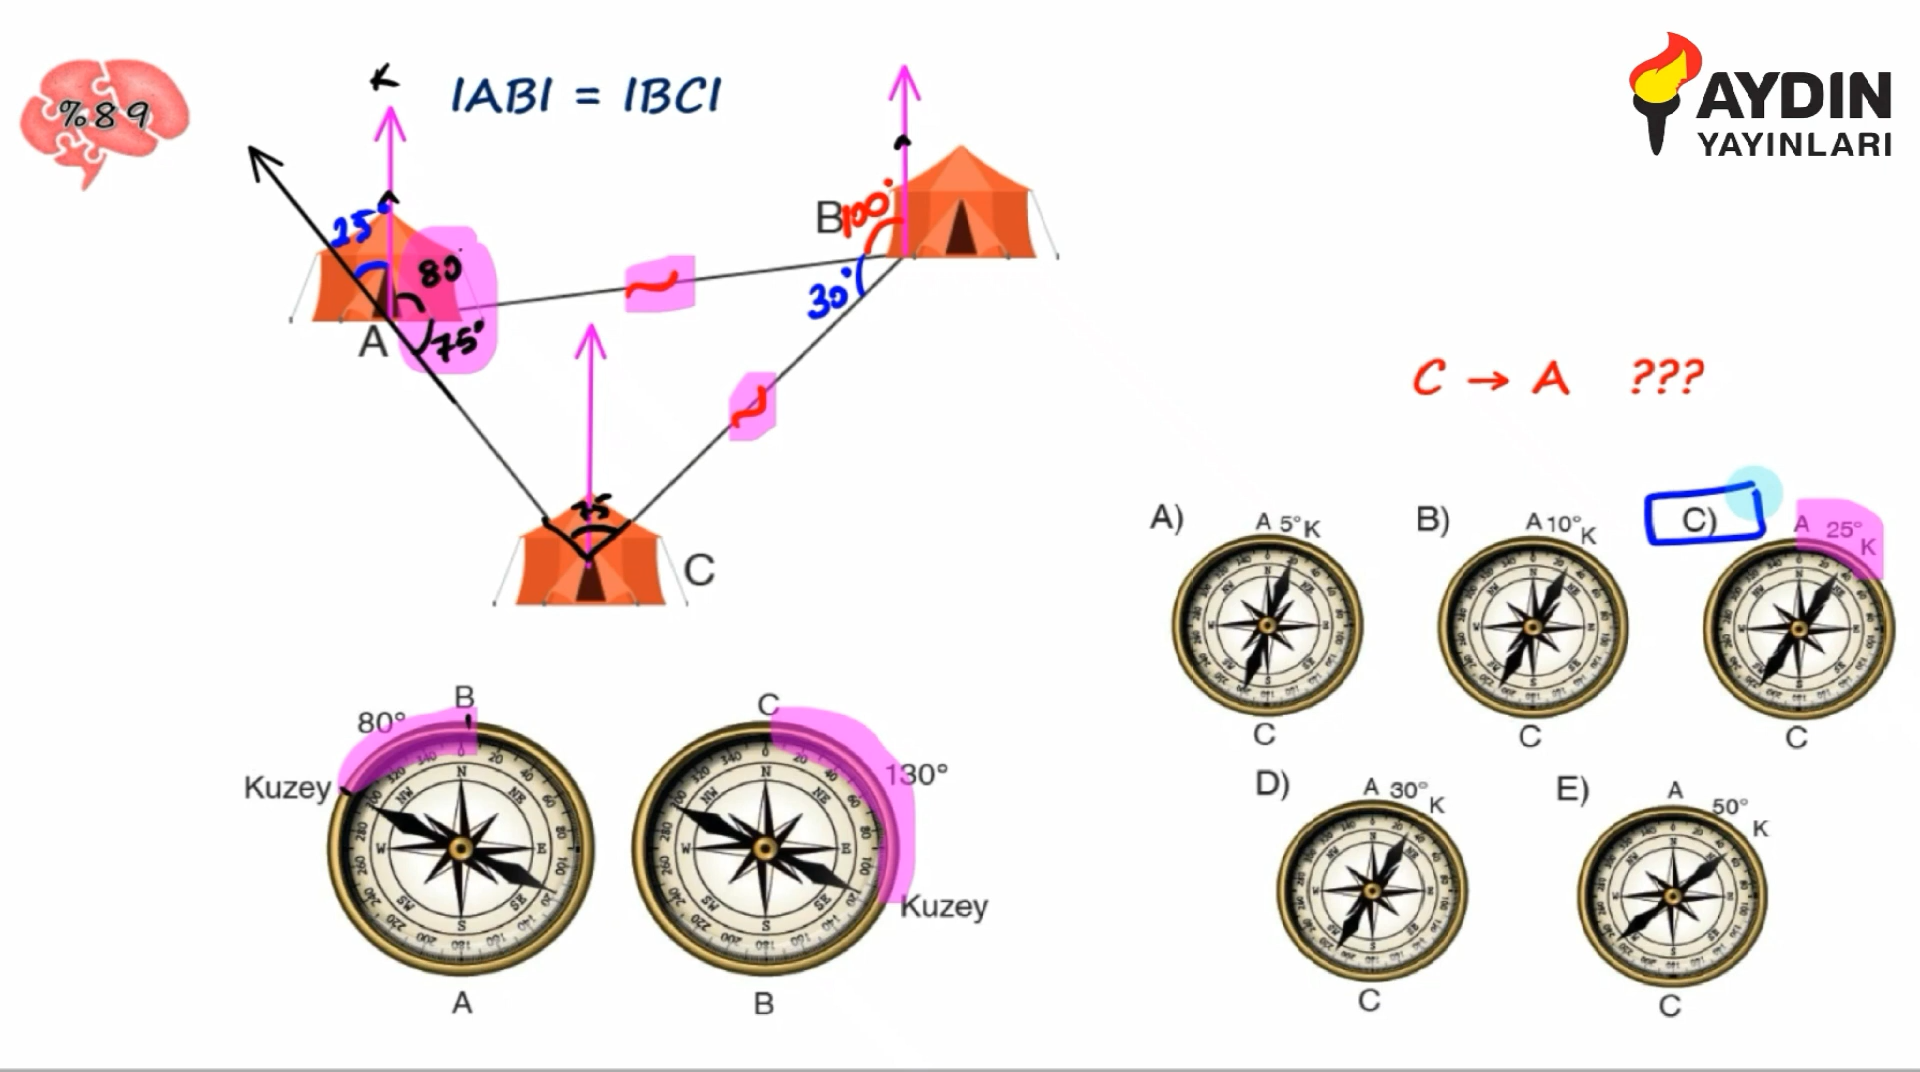 %89
K
|AB| = |BC|
AYDIN
YAYINLARI
25°
80°
A
75°
B
100°
30°
75
C
C → A ???
A)
A 5° K
C
B)
A 10° K
C
C)
A 25° K
C
D)
A 30° K
C
E)
A 50° K
C
B
80°
Kuzey
A
C
130°
Kuzey
B